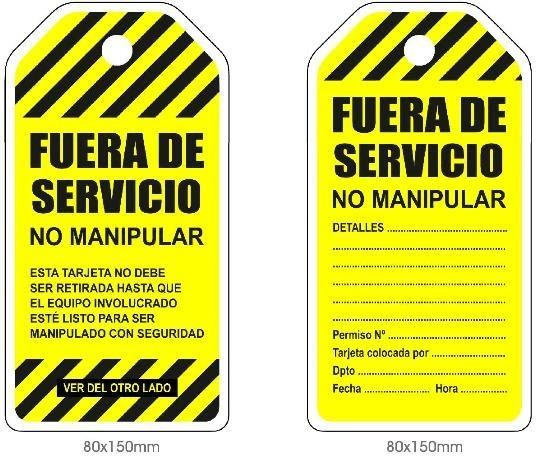 FUERA DE
SERVICIO
NO MANIPULAR
ESTA TARJETA NO DEBE
SER RETIRADA HASTA QUE
EL EQUIPO INVOLUCRADO
ESTÉ LISTO PARA SER
MANIPULADO CON SEGURIDAD
VER DEL OTRO LADO
80x150mm
FUERA DE
SERVICIO
NO MANIPULAR
DETALLES
Permiso Nº
Tarjeta colocada por
Dpto
Fecha Hora
80x150mm